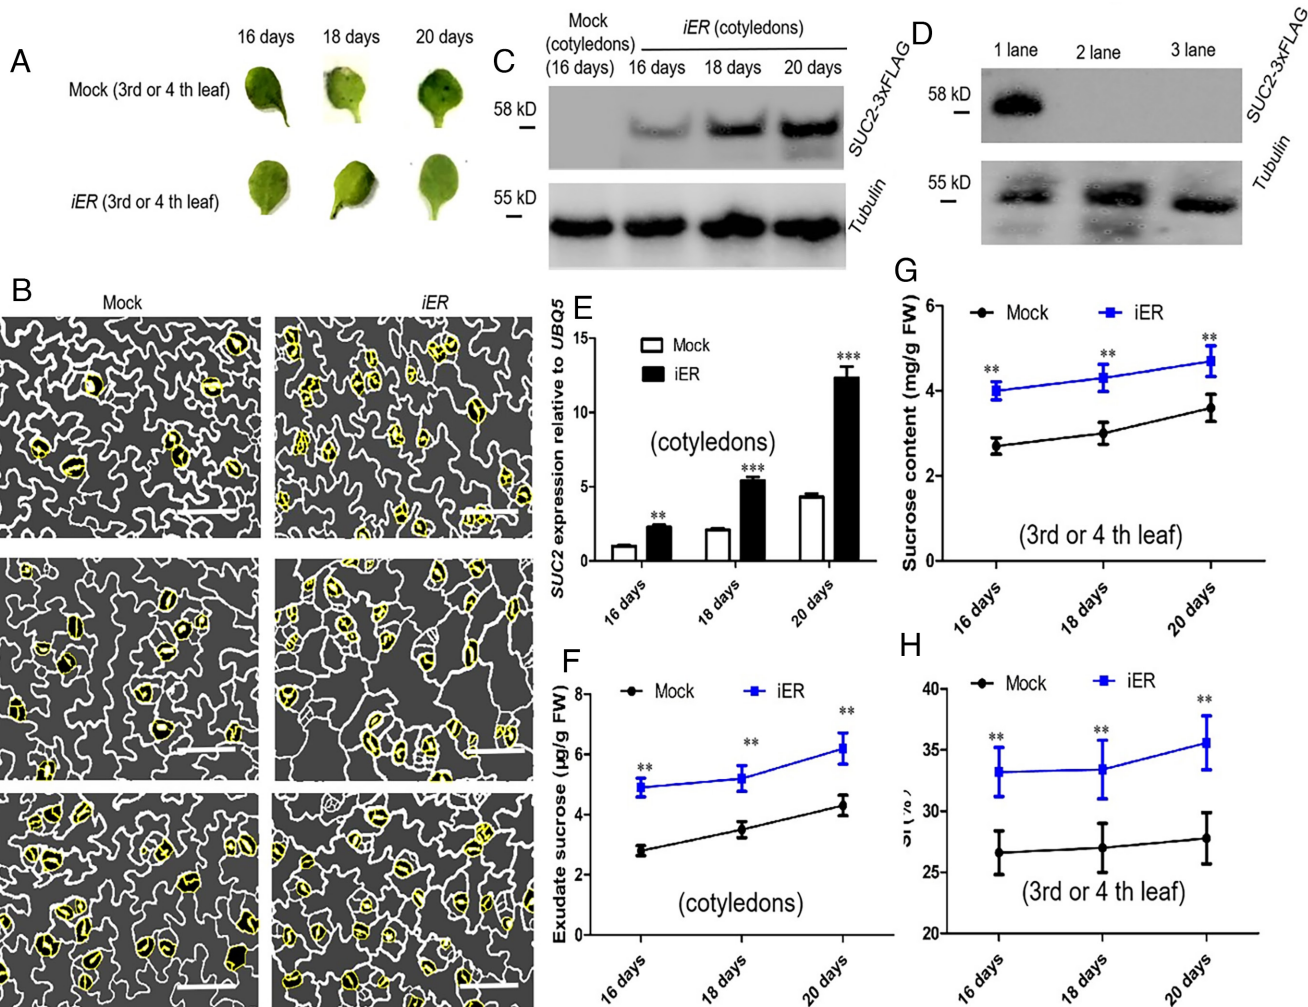 A
16 days 18 days 20 days
Mock (3rd or 4 th leaf)
iER (3rd or 4 th leaf)
B
Mock iER
C
Mock
(cotyledons)
(16 days)
iER (cotyledons)
16 days 18 days 20 days
58 kD
SUC2-3xFLAG
55 kD
Tubulin
D
1 lane 2 lane 3 lane
58 kD
SUC2-3xFLAG
55 kD
Tubulin
E
SUC2 expression relative to UBQ5
15
10
5
0
Mock
iER
(cotyledons)
** *** ***
16 days 18 days 20 days
F
Exudate sucrose (µg/g FW)
8
6
4
2
0
Mock iER
** ** **
(cotyledons)
16 days 18 days 20 days
G
Sucrose content (mg/g FW)
6
4
2
0
Mock iER
** ** **
(3rd or 4 th leaf)
16 days 18 days 20 days
H
SI (%)
40
35
30
25
20
Mock iER
** ** **
(3rd or 4 th leaf)
16 days 18 days 20 days